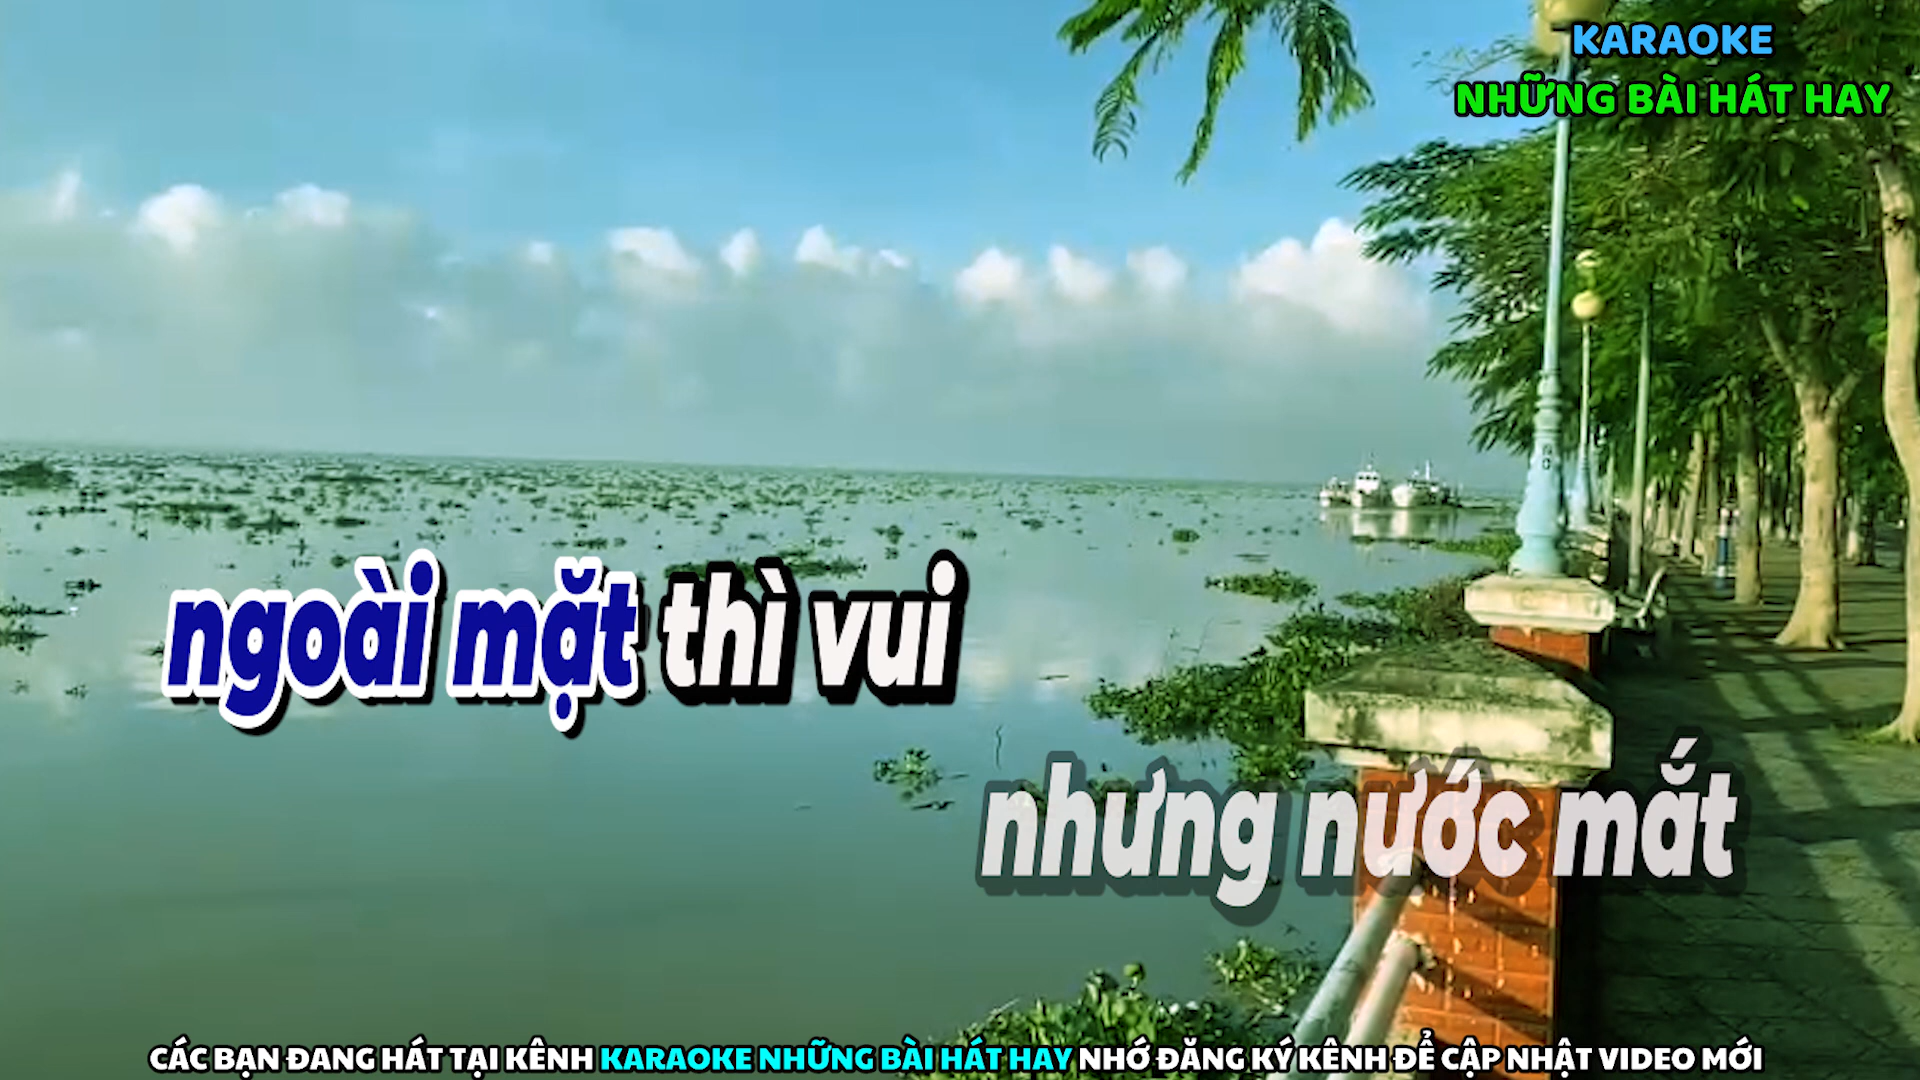 KARAOKE
NHỮNG BÀI HÁT HAY
ngoài mặt thì vui
nhưng nước mắt
CÁC BẠN ĐANG HÁT TẠI KÊNH KARAOKE NHỮNG BÀI HÁT HAY NHỚ ĐĂNG KÝ KÊNH ĐỂ CẬP NHẬT VIDEO MỚI